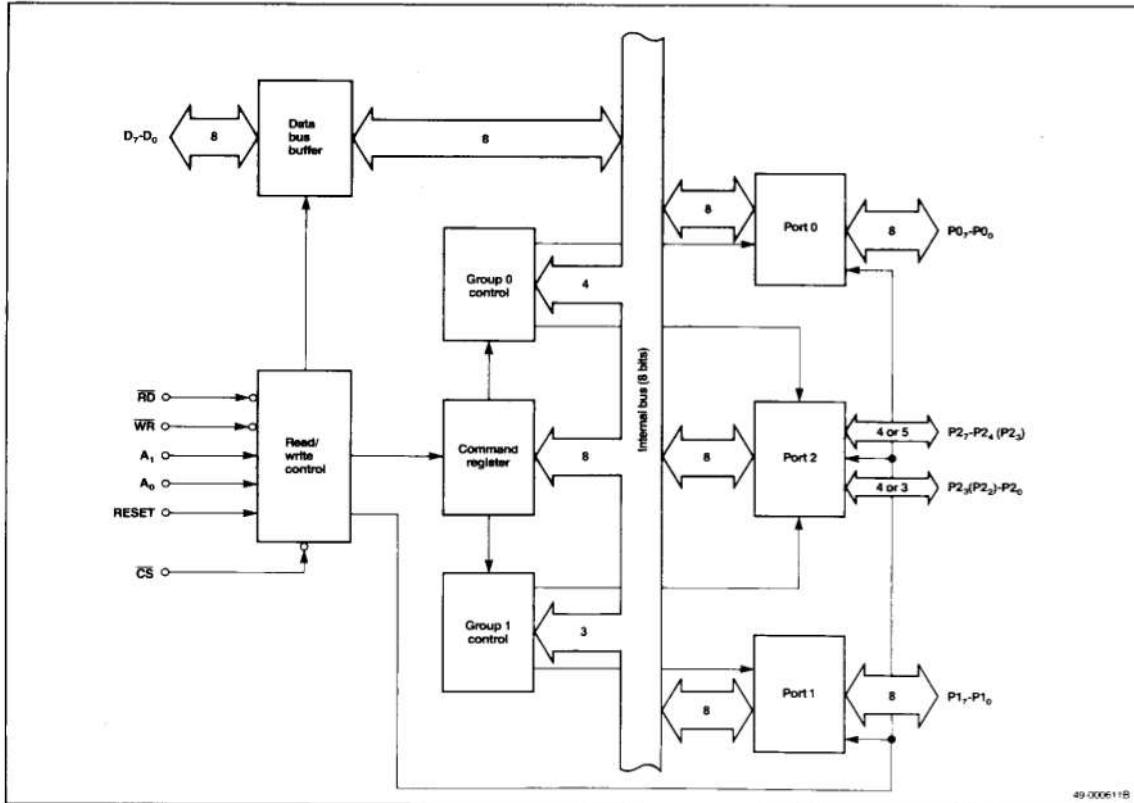 D₇-D₀
8
Data
bus
buffer
8
8
Port 0
8
P0₇-P0₀
Group 0
control
4
Internal bus (8 bits)
R̅D̅
W̅R̅
A₁
A₀
RESET
C̅S̅
Read/
write
control
Command
register
8
8
Port 2
4 or 5
P2₇-P2₄ (P2₃)
4 or 3
P2₃(P2₂)-P2₀
Group 1
control
3
8
Port 1
8
P1₇-P1₀
49-000611B